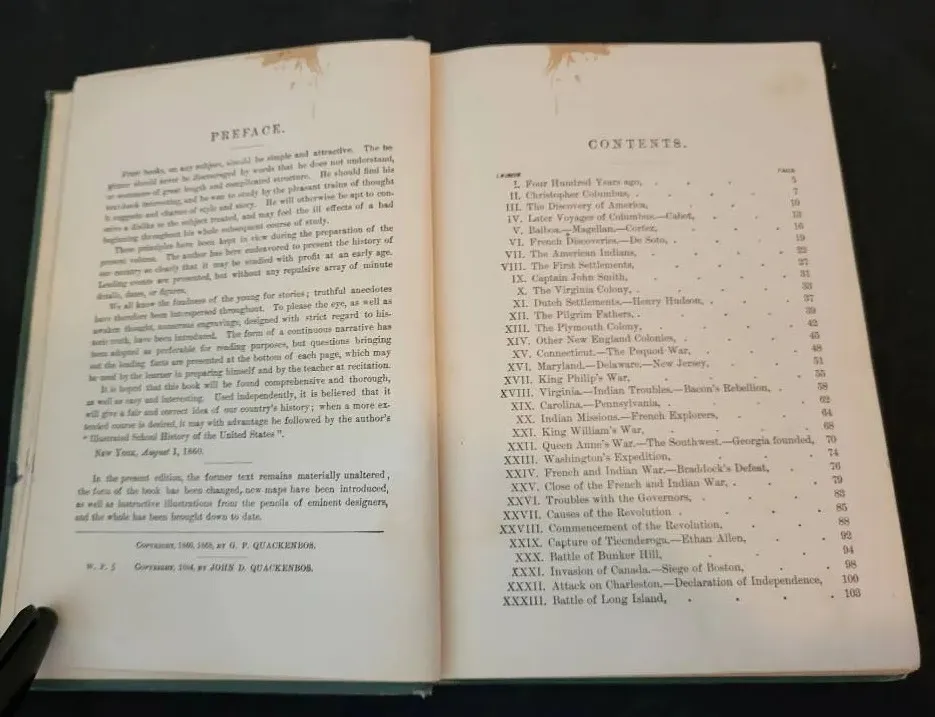 PREFACE.
First books, on any subject, should be simple and attractive. The be
ginner should never be discouraged by words that he does not understand,
or sentences of great length and complicated structure. He should find his
text-book interesting, and be won to study by the pleasant trains of thought
it suggests and charms of style and story. He will otherwise be apt to con-
ceive a dislike to the subject treated, and may feel the ill effects of a bad
beginning throughout his whole subsequent course of study.
These principles have been kept in view during the preparation of the
present volume. The author has here endeavored to present the history of
our country so clearly that it may be studied with profit at an early age.
Leading events are presented, but without any repulsive array of minute
details, dates, or figures.
We all know the fondness of the young for stories; truthful anecdotes
have therefore been interspersed throughout. To please the eye, as well as
awaken thought, numerous engravings, designed with strict regard to his-
toric truth, have been introduced. The form of a continuous narrative has
been adopted as preferable for reading purposes, but questions bringing
out the leading facts are presented at the bottom of each page, which may
be used by the learner in preparing himself and by the teacher at recitation.
It is hoped that this book will be found comprehensive and thorough,
as well as easy and interesting. Used independently, it is believed that it
will give a fair and correct idea of our country's history; when a more ex-
tended course is desired, it may with advantage be followed by the author's
"Illustrated School History of the United States".
New York, August 1, 1860.
In the present edition, the former text remains materially unaltered,
the form of the book has been changed, new maps have been introduced,
as well as instructive illustrations from the pencils of eminent designers,
and the whole has been brought down to date.
Copyright, 1860, 1868, by G. P. QUACKENBOS.
W. P. 5 Copyright, 1884, by JOHN D. QUACKENBOS.
CONTENTS.
LESSON PAGE
I. Four Hundred Years ago, . . . 5
II. Christopher Columbus, . . . 7
III. The Discovery of America, . . . 10
IV. Later Voyages of Columbus.—Cabot, . . . 13
V. Balboa.—Magellan.—Cortez, . . . 16
VI. French Discoveries.—De Soto, . . . 19
VII. The American Indians, . . . 22
VIII. The First Settlements, . . . 27
IX. Captain John Smith, . . . 31
X. The Virginia Colony, . . . 33
XI. Dutch Settlements.—Henry Hudson, . . . 37
XII. The Pilgrim Fathers, . . . 39
XIII. The Plymouth Colony, . . . 42
XIV. Other New England Colonies, . . . 45
XV. Connecticut.—The Pequod War, . . . 48
XVI. Maryland.—Delaware.—New Jersey, . . . 51
XVII. King Philip's War, . . . 55
XVIII. Virginia.—Indian Troubles.—Bacon's Rebellion, . . 58
XIX. Carolina.—Pennsylvania, . . . 62
XX. Indian Missions.—French Explorers, . . . 64
XXI. King William's War, . . . 68
XXII. Queen Anne's War.—The Southwest.—Georgia founded, 70
XXIII. Washington's Expedition, . . . 74
XXIV. French and Indian War.—Braddock's Defeat, . . 76
XXV. Close of the French and Indian War, . . . 79
XXVI. Troubles with the Governors, . . . 83
XXVII. Causes of the Revolution . . . 85
XXVIII. Commencement of the Revolution, . . . 88
XXIX. Capture of Ticonderoga.—Ethan Allen, . . . 92
XXX. Battle of Bunker Hill, . . . 94
XXXI. Invasion of Canada.—Siege of Boston, . . . 98
XXXII. Attack on Charleston.—Declaration of Independence, 100
XXXIII. Battle of Long Island, . . . . 103